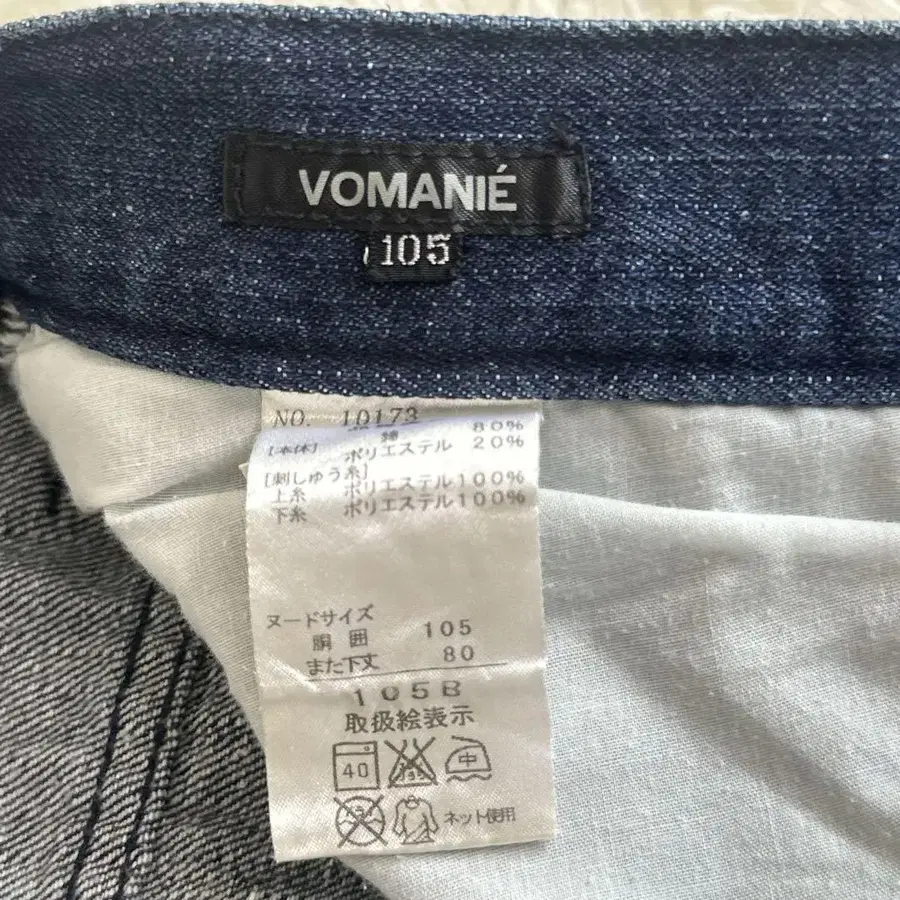 VOMANIÉ
105
NO. 10173
綿 80%
[本体] ポリエステル 20%
[刺しゅう糸]
上糸 ポリエステル100%
下糸 ポリエステル100%
ヌードサイズ
胴囲 105
また下丈 80
105B
取扱絵表示
40 中
ネット使用